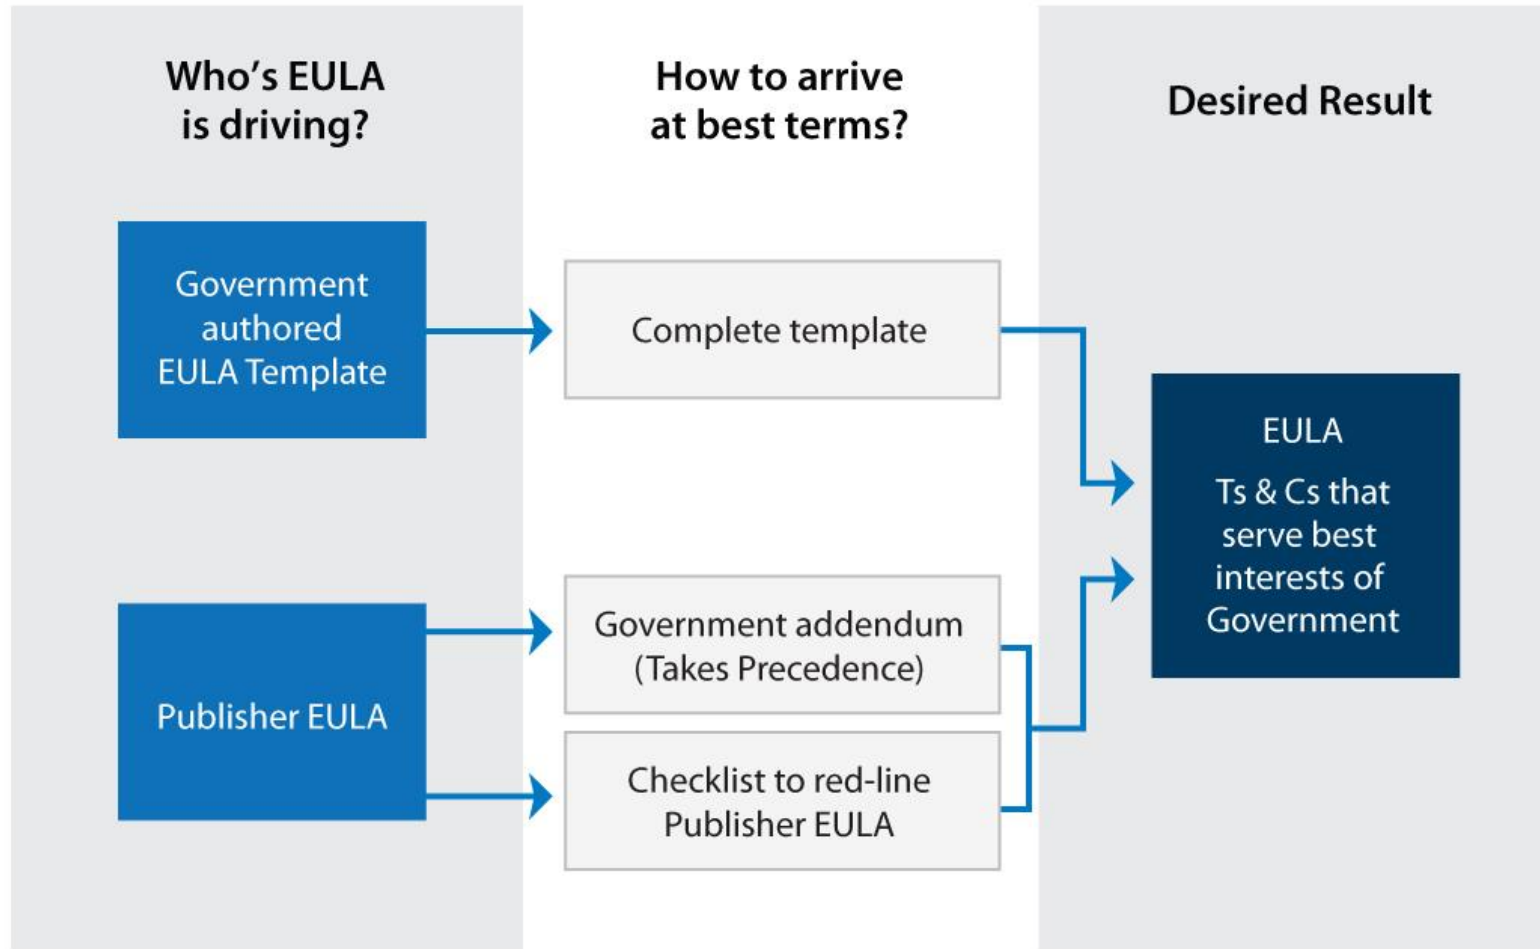 Who's EULA
is driving?
How to arrive
at best terms?
Desired Result
Government
authored
EULA Template
Complete template
EULA
Ts & Cs that
serve best
interests of
Government
Publisher EULA
Government addendum
(Takes Precedence)
Checklist to red-line
Publisher EULA